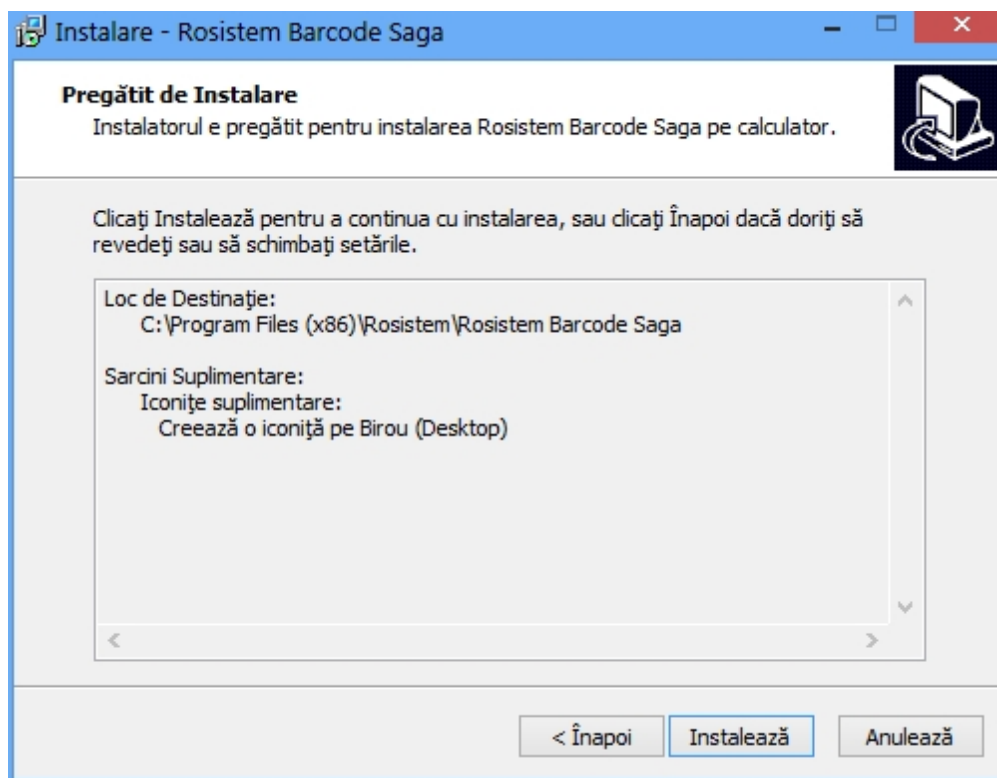 Instalare - Rosistem Barcode Saga
Pregătit de Instalare
Instalatorul e pregătit pentru instalarea Rosistem Barcode Saga pe calculator.
Clicaţi Instalează pentru a continua cu instalarea, sau clicaţi Înapoi dacă doriţi să
revedeţi sau să schimbaţi setările.
Loc de Destinaţie:
C:\Program Files (x86)\Rosistem\Rosistem Barcode Saga
Sarcini Suplimentare:
Iconiţe suplimentare:
Creează o iconiţă pe Birou (Desktop)
< Înapoi
Instalează
Anulează